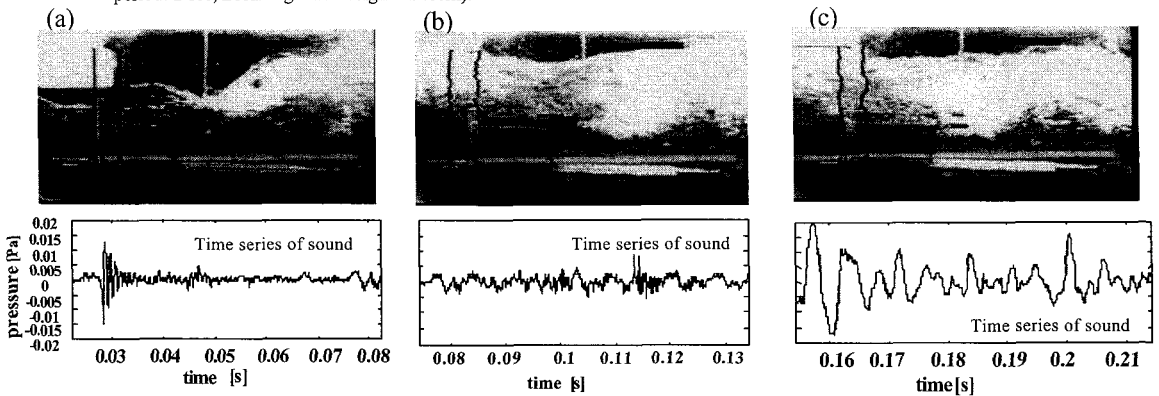 (a)
(b)
(c)
0.02
0.015
0.01
0.005
0
-0.005
-0.01
-0.015
-0.02
pressure [Pa]
Time series of sound
0.03 0.04 0.05 0.06 0.07 0.08
time [s]
Time series of sound
0.08 0.09 0.1 0.11 0.12 0.13
time [s]
Time series of sound
0.16 0.17 0.18 0.19 0.2 0.21
time[s]